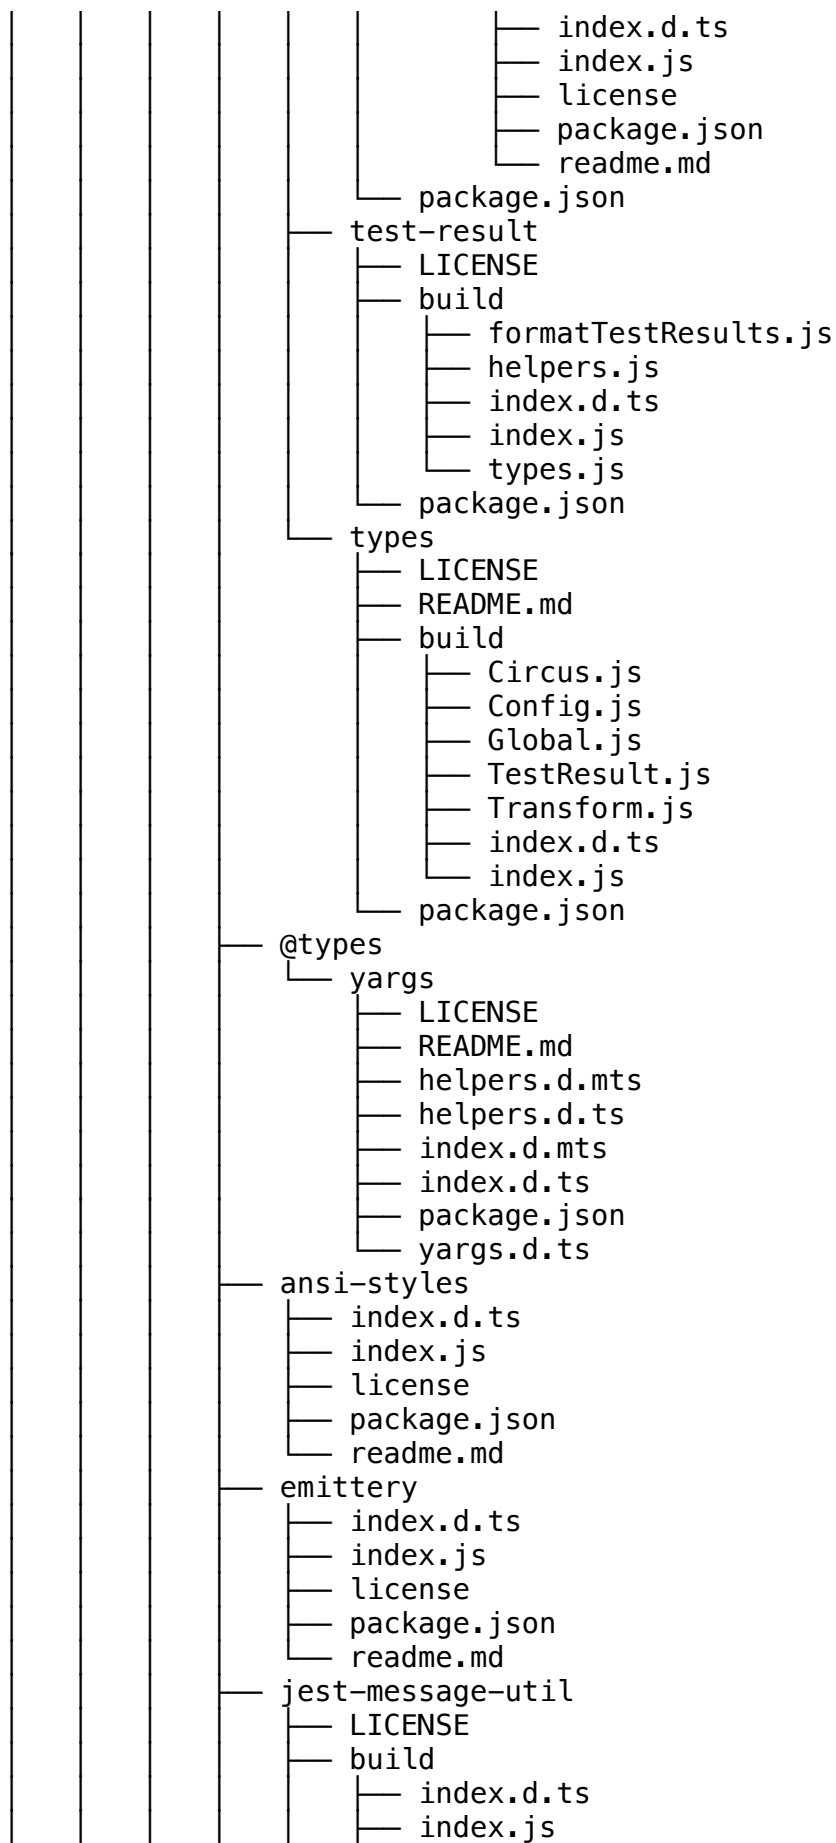 index.d.ts
index.js
license
package.json
readme.md
package.json
test-result
LICENSE
build
formatTestResults.js
helpers.js
index.d.ts
index.js
types.js
package.json
types
LICENSE
README.md
build
Circus.js
Config.js
Global.js
TestResult.js
Transform.js
index.d.ts
index.js
package.json
@types
yargs
LICENSE
README.md
helpers.d.mts
helpers.d.ts
index.d.mts
index.d.ts
package.json
yargs.d.ts
ansi-styles
index.d.ts
index.js
license
package.json
readme.md
emittery
index.d.ts
index.js
license
package.json
readme.md
jest-message-util
LICENSE
build
index.d.ts
index.js